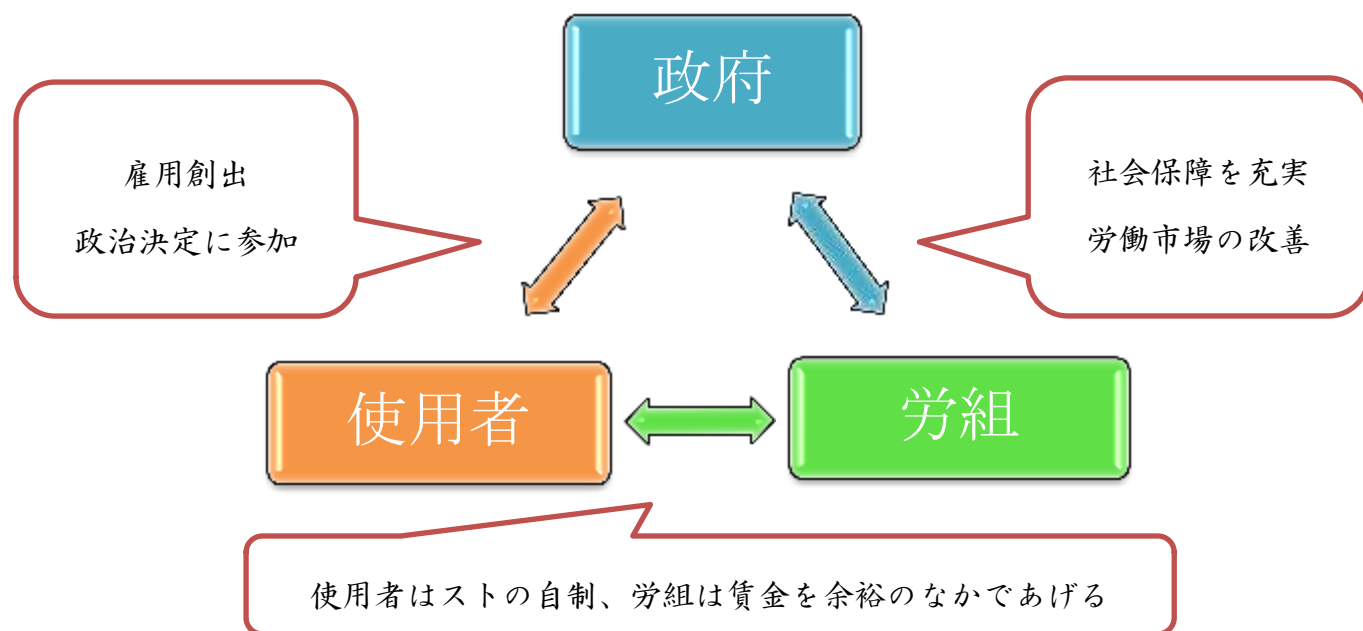 政府
雇用創出
政治決定に参加
社会保障を充実
労働市場の改善
使用者
労組
使用者はストの自制、労組は賃金を余裕のなかであげる